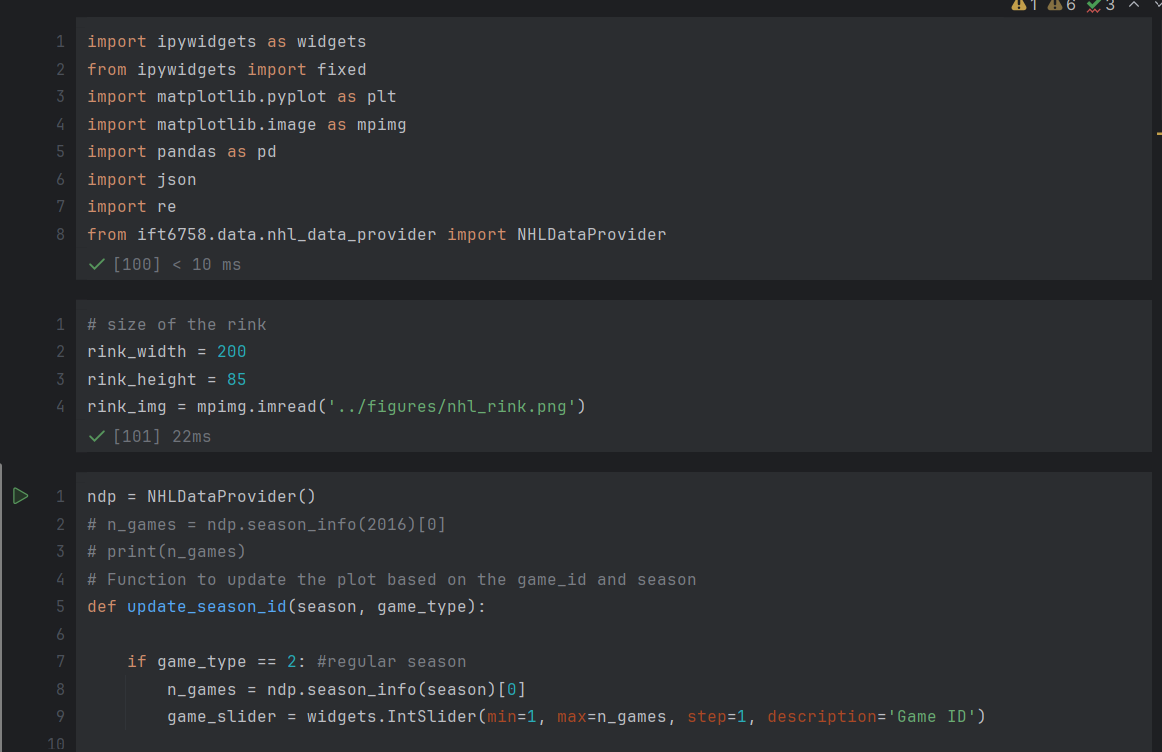 1 6 3
1 import ipywidgets as widgets
2 from ipywidgets import fixed
3 import matplotlib.pyplot as plt
4 import matplotlib.image as mpimg
5 import pandas as pd
6 import json
7 import re
8 from ift6758.data.nhl_data_provider import NHLDataProvider
[100] < 10 ms
1 # size of the rink
2 rink_width = 200
3 rink_height = 85
4 rink_img = mpimg.imread('../figures/nhl_rink.png')
[101] 22ms
1 ndp = NHLDataProvider()
2 # n_games = ndp.season_info(2016)[0]
3 # print(n_games)
4 # Function to update the plot based on the game_id and season
5 def update_season_id(season, game_type):
6
7     if game_type == 2: #regular season
8         n_games = ndp.season_info(season)[0]
9         game_slider = widgets.IntSlider(min=1, max=n_games, step=1, description='Game ID')
10